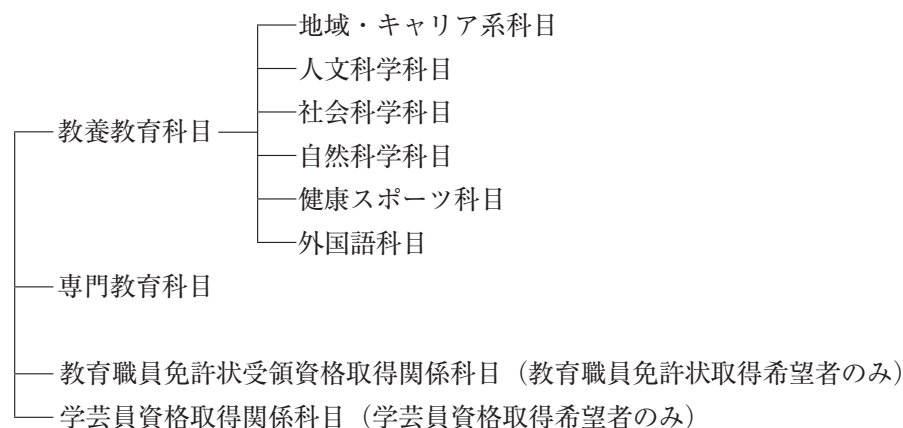 地域・キャリア系科目
人文科学科目
社会科学科目
教養教育科目
自然科学科目
健康スポーツ科目
外国語科目
専門教育科目
教育職員免許状受領資格取得関係科目（教育職員免許状取得希望者のみ）
学芸員資格取得関係科目（学芸員資格取得希望者のみ）